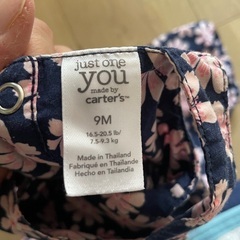 just one
you
made by
carter's™
9M
16.5-20.5 lb/
7.5-9.3 kg
Made in Thailand
Fabriqué en Thaïlande
Hecho en Tailandia